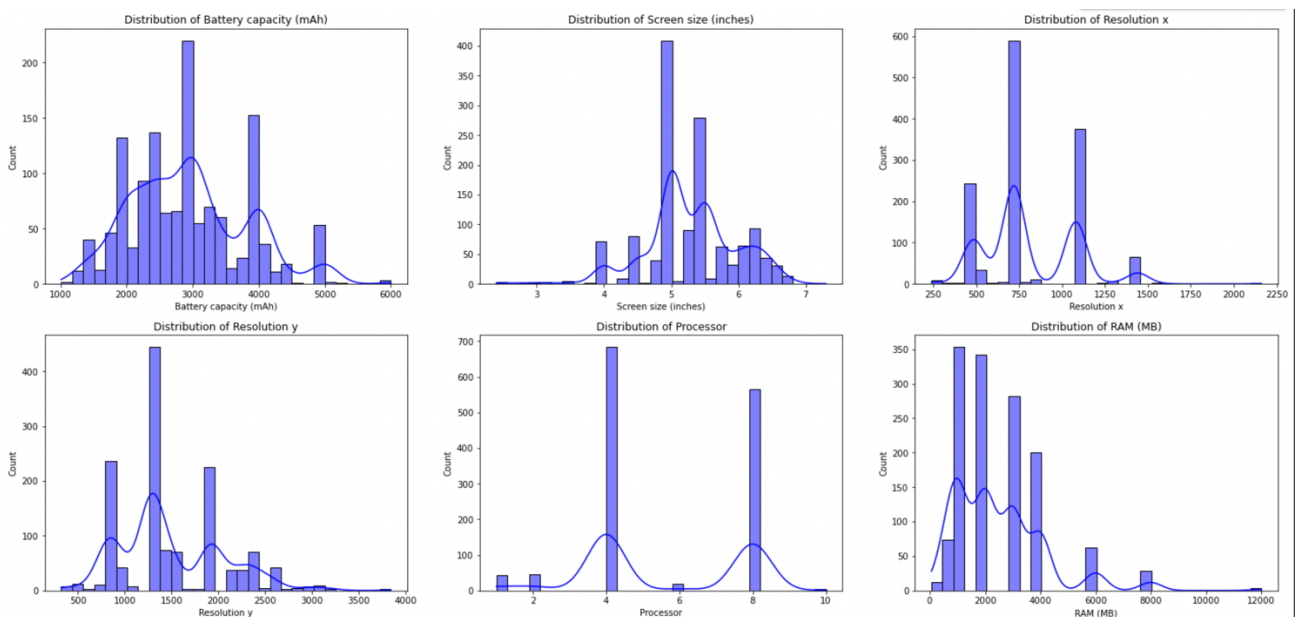 Distribution of Battery capacity (mAh)
Count
200
150
100
50
0
1000 2000 3000 4000 5000 6000
Battery capacity (mAh)
Distribution of Screen size (inches)
Count
400
350
300
250
200
150
100
50
0
3 4 5 6 7
Screen size (inches)
Distribution of Resolution x
Count
600
500
400
300
200
100
0
250 500 750 1000 1250 1500 1750 2000 2250
Resolution x
Distribution of Resolution y
Count
400
300
200
100
0
500 1000 1500 2000 2500 3000 3500 4000
Resolution y
Distribution of Processor
Count
700
600
500
400
300
200
100
0
2 4 6 8 10
Processor
Distribution of RAM (MB)
Count
350
300
250
200
150
100
50
0
0 2000 4000 6000 8000 10000 12000
RAM (MB)